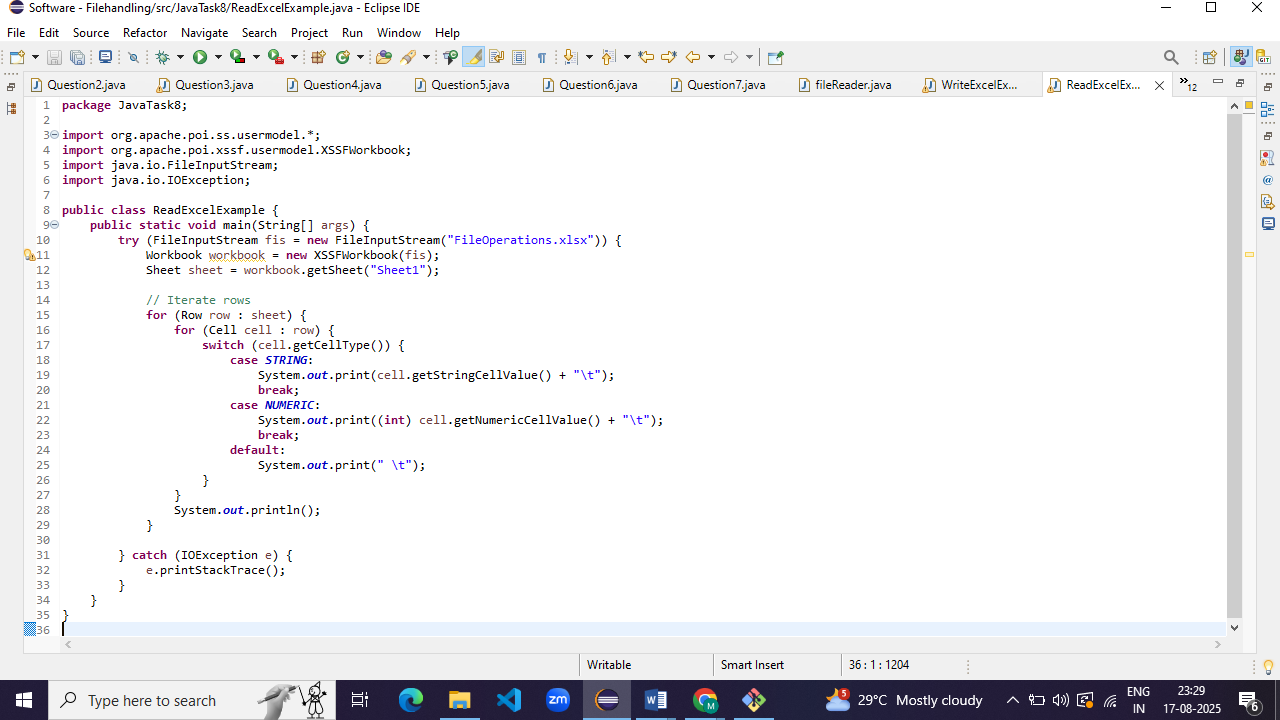 Software - Filehandling/src/JavaTask8/ReadExcelExample.java - Eclipse IDE
File Edit Source Refactor Navigate Search Project Run Window Help
Question2.java Question3.java Question4.java Question5.java Question6.java Question7.java fileReader.java WriteExcelEx... ReadExcelEx... 12
1 package JavaTask8;
2
3 import org.apache.poi.ss.usermodel.*;
4 import org.apache.poi.xssf.usermodel.XSSFWorkbook;
5 import java.io.FileInputStream;
6 import java.io.IOException;
7
8 public class ReadExcelExample {
9     public static void main(String[] args) {
10         try (FileInputStream fis = new FileInputStream("FileOperations.xlsx")) {
11             Workbook workbook = new XSSFWorkbook(fis);
12             Sheet sheet = workbook.getSheet("Sheet1");
13
14             // Iterate rows
15             for (Row row : sheet) {
16                 for (Cell cell : row) {
17                     switch (cell.getCellType()) {
18                         case STRING:
19                             System.out.print(cell.getStringCellValue() + "\t");
20                             break;
21                         case NUMERIC:
22                             System.out.print((int) cell.getNumericCellValue() + "\t");
23                             break;
24                         default:
25                             System.out.print(" \t");
26                     }
27                 }
28                 System.out.println();
29             }
30
31         } catch (IOException e) {
32             e.printStackTrace();
33         }
34     }
35 }
36
Writable Smart Insert 36 : 1 : 1204
Type here to search
zm
M
5
29°C Mostly cloudy
ENG
IN
23:29
17-08-2025
6